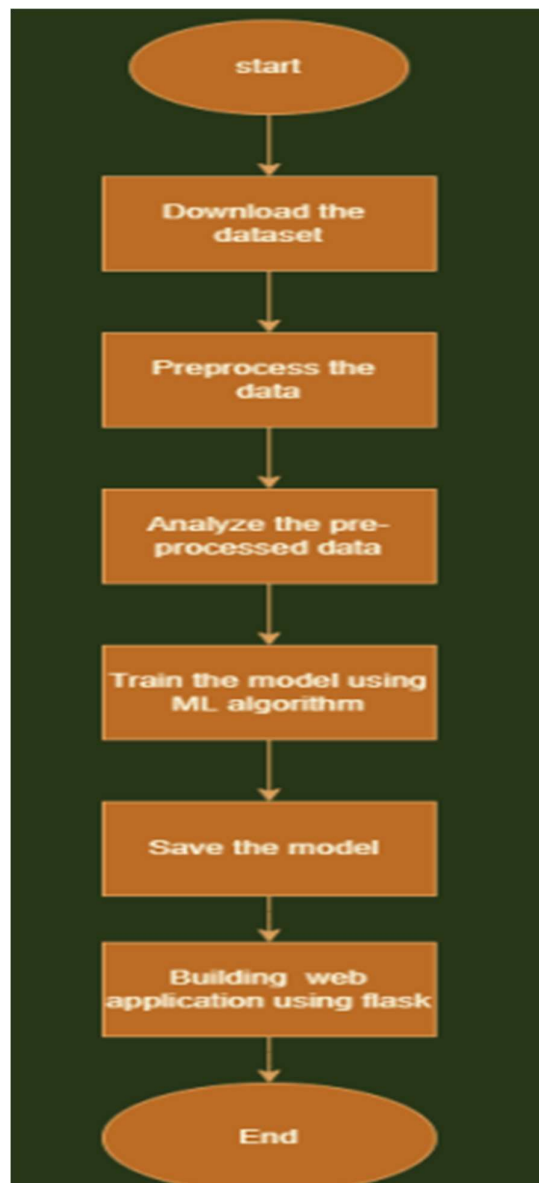 start
Download the
dataset
Preprocess the
data
Analyze the pre-
processed data
Train the model using
ML algorithm
Save the model
Building web
application using flask
End